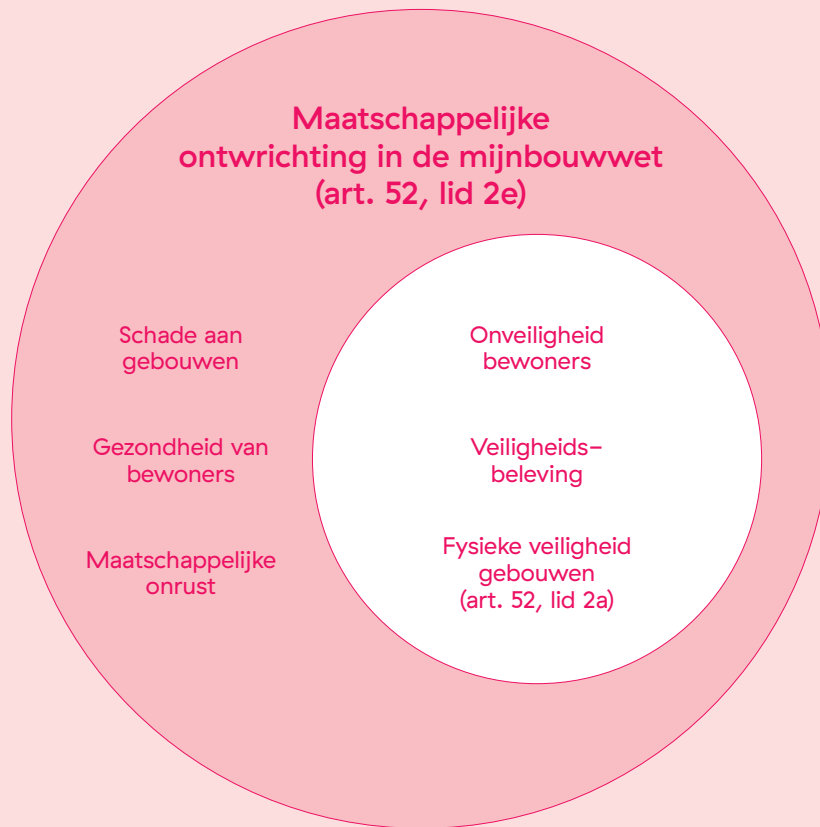 Maatschappelijke
ontwrichting in de mijnbouwwet
(art. 52, lid 2e)
Schade aan
gebouwen
Gezondheid van
bewoners
Maatschappelijke
onrust
Onveiligheid
bewoners
Veiligheids–
beleving
Fysieke veiligheid
gebouwen
(art. 52, lid 2a)